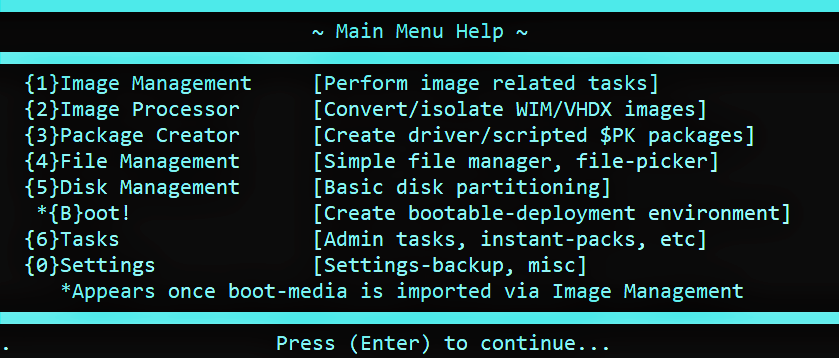 ~ Main Menu Help ~
{1}Image Management [Perform image related tasks]
{2}Image Processor [Convert/isolate WIM/VHDX images]
{3}Package Creator [Create driver/scripted $PK packages]
{4}File Management [Simple file manager, file-picker]
{5}Disk Management [Basic disk partitioning]
*{B}oot! [Create bootable-deployment environment]
{6}Tasks [Admin tasks, instant-packs, etc]
{0}Settings [Settings-backup, misc]
*Appears once boot-media is imported via Image Management
. Press (Enter) to continue...